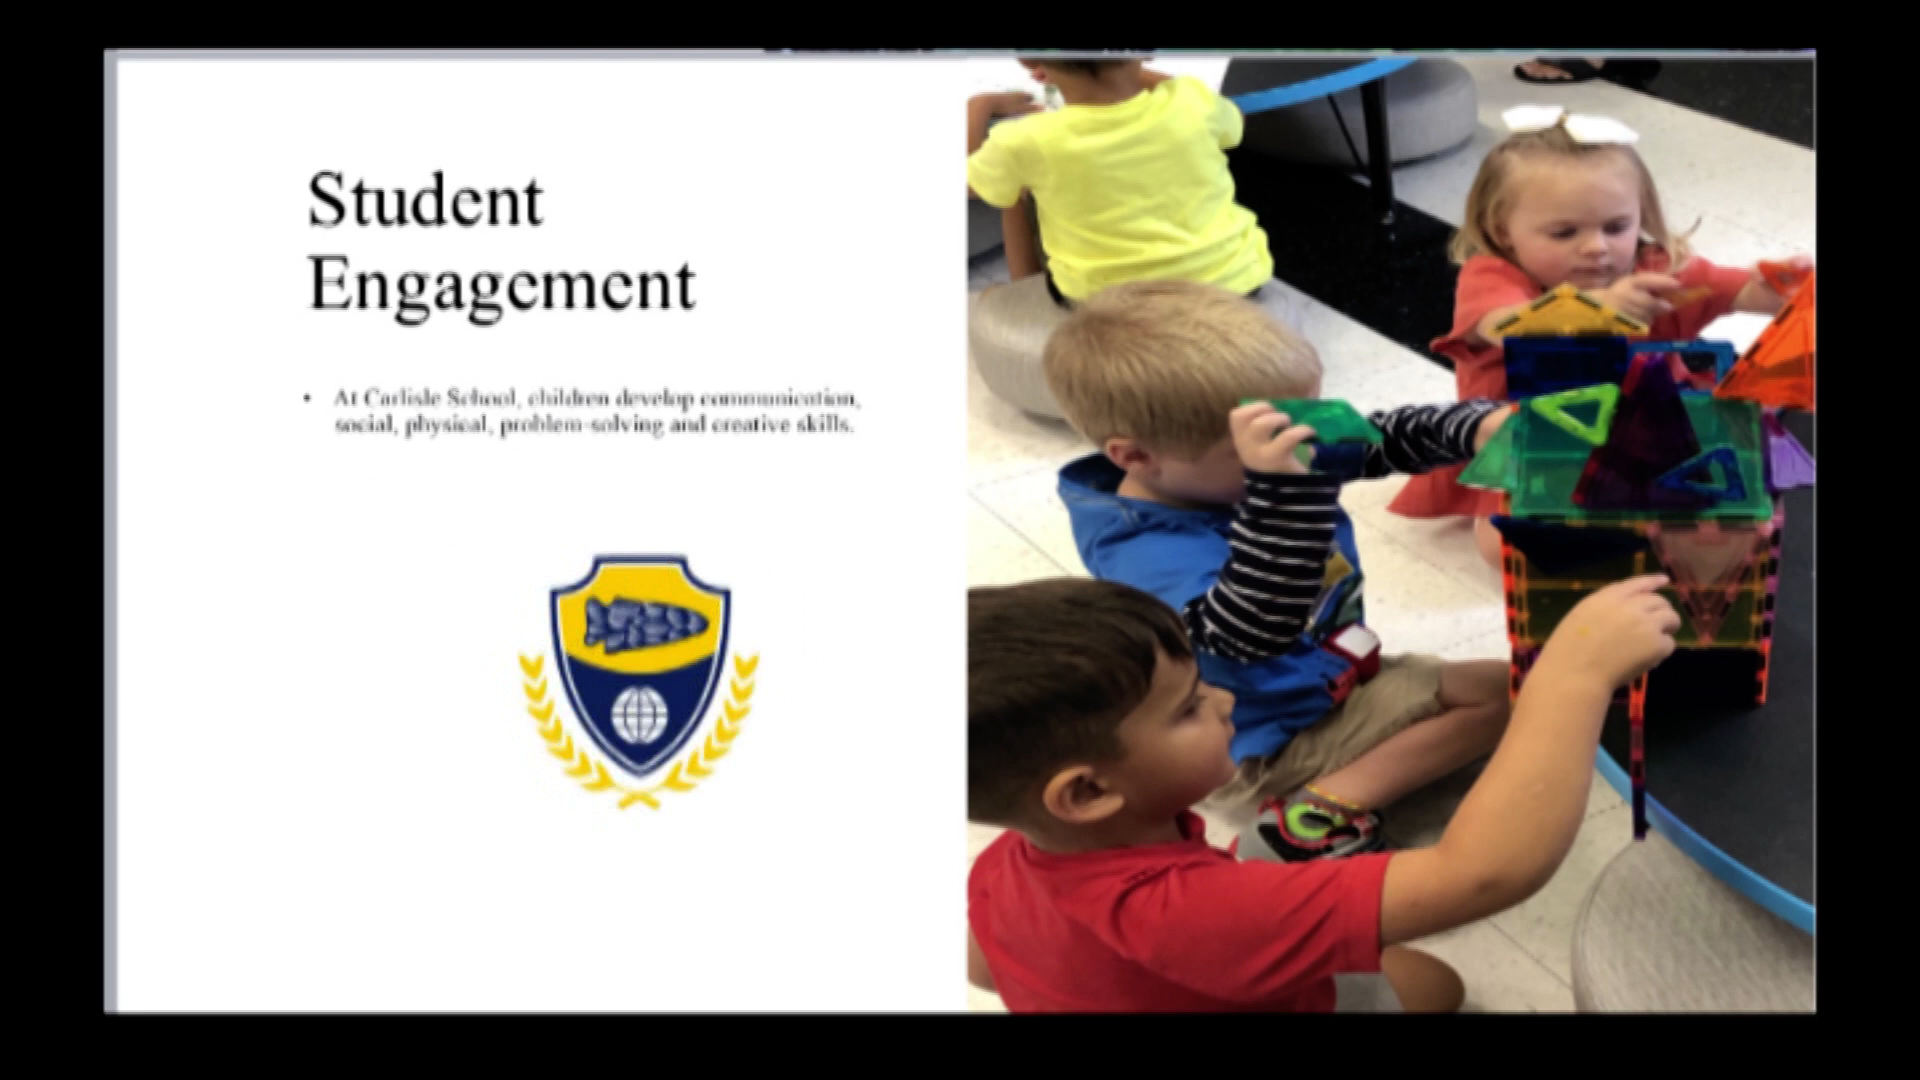 Student
Engagement
• At Carlisle School, children develop communication,
social, physical, problem-solving and creative skills.